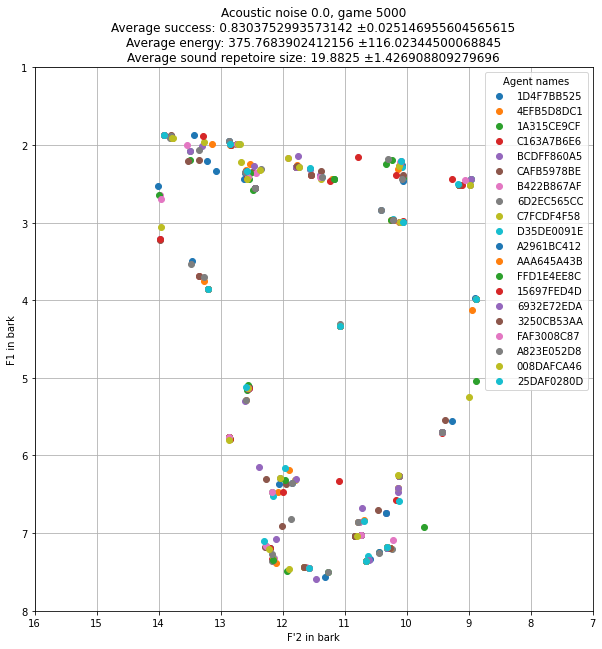 Acoustic noise 0.0, game 5000
Average success: 0.8303752993573142 ±0.025146955604565615
Average energy: 375.7683902412156 ±116.02344500068845
Average sound repetoire size: 19.8825 ±1.426908809279696
Agent names
1D4F7BB525
4EFB5D8DC1
1A315CE9CF
C163A7B6E6
BCDFF860A5
CAFB5978BE
B422B867AF
6D2EC565CC
C7FCDF4F58
D35DE0091E
A2961BC412
AAA645A43B
FFD1E4EE8C
15697FED4D
6932E72EDA
3250CB53AA
FAF3008C87
A823E052D8
008DAFCA46
25DAF0280D
F1 in bark
1
2
3
4
5
6
7
8
16 15 14 13 12 11 10 9 8 7
F'2 in bark